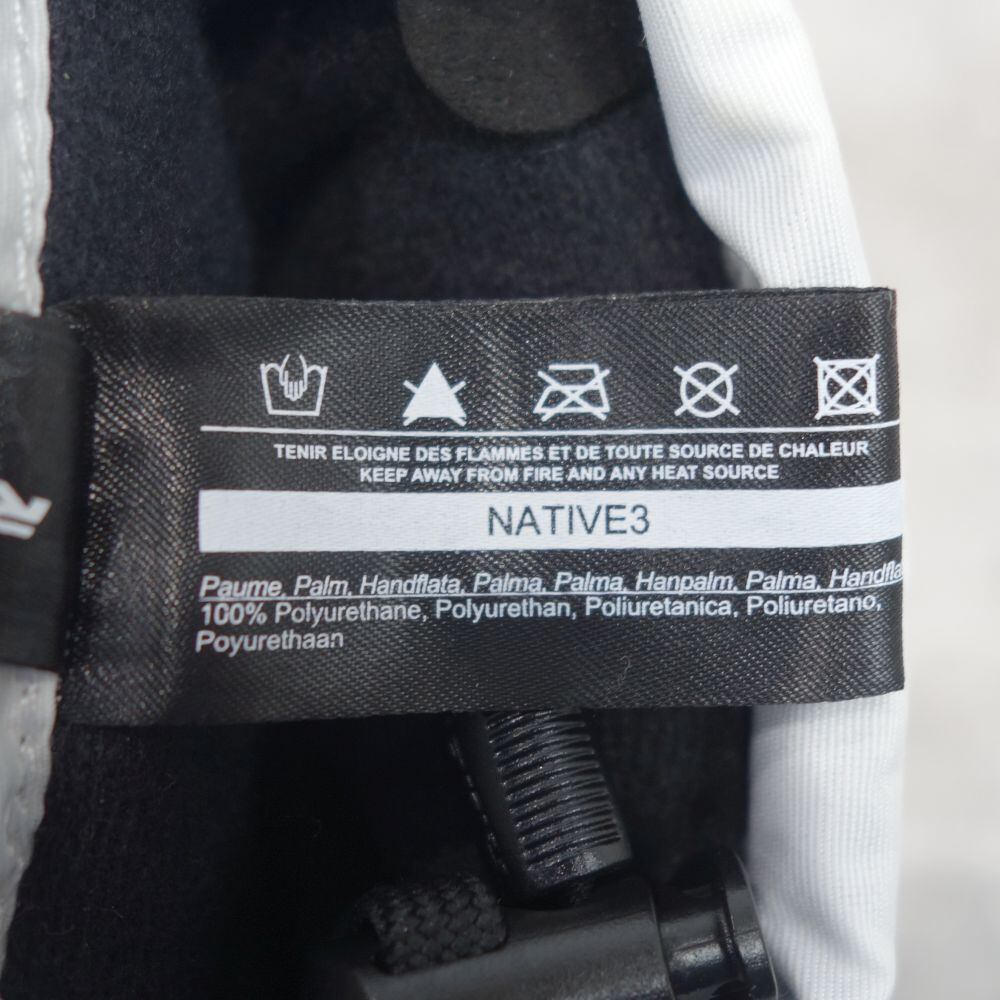 TENIR ELOIGNE DES FLAMMES ET DE TOUTE SOURCE DE CHALEUR
KEEP AWAY FROM FIRE AND ANY HEAT SOURCE
NATIVE3
Paume, Palm, Handflata, Palma, Palma, Hanpalm, Palma, Handfla
100% Polyurethane, Polyurethan, Poliuretanica, Poliuretano,
Poyurethaan